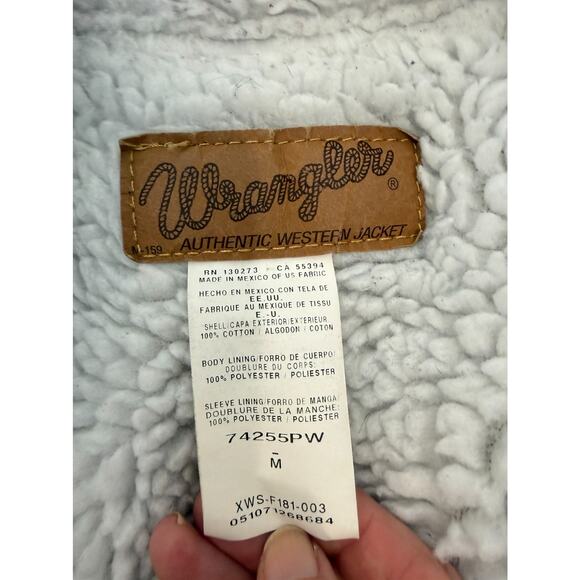 Wrangler ®
M-159 AUTHENTIC WESTERN JACKET
RN 130273 - CA 55394
MADE IN MEXICO OF US FABRIC
HECHO EN MEXICO CON TELA DE
EE.UU.
FABRIQUE AU MEXIQUE DE TISSU
E.-U.
SHELL/CAPA EXTERIOR/EXTERIEUR
100% COTTON / ALGODON / COTON
BODY LINING/FORRO DE CUERPO/
DOUBLURE DU CORPS:
100% POLYESTER / POLIESTER
SLEEVE LINING/FORRO DE MANGA/
DOUBLURE DE LA MANCHE:
100% POLYESTER / POLIESTER
74255PW
-
M
XWS-F181-003
051071268684